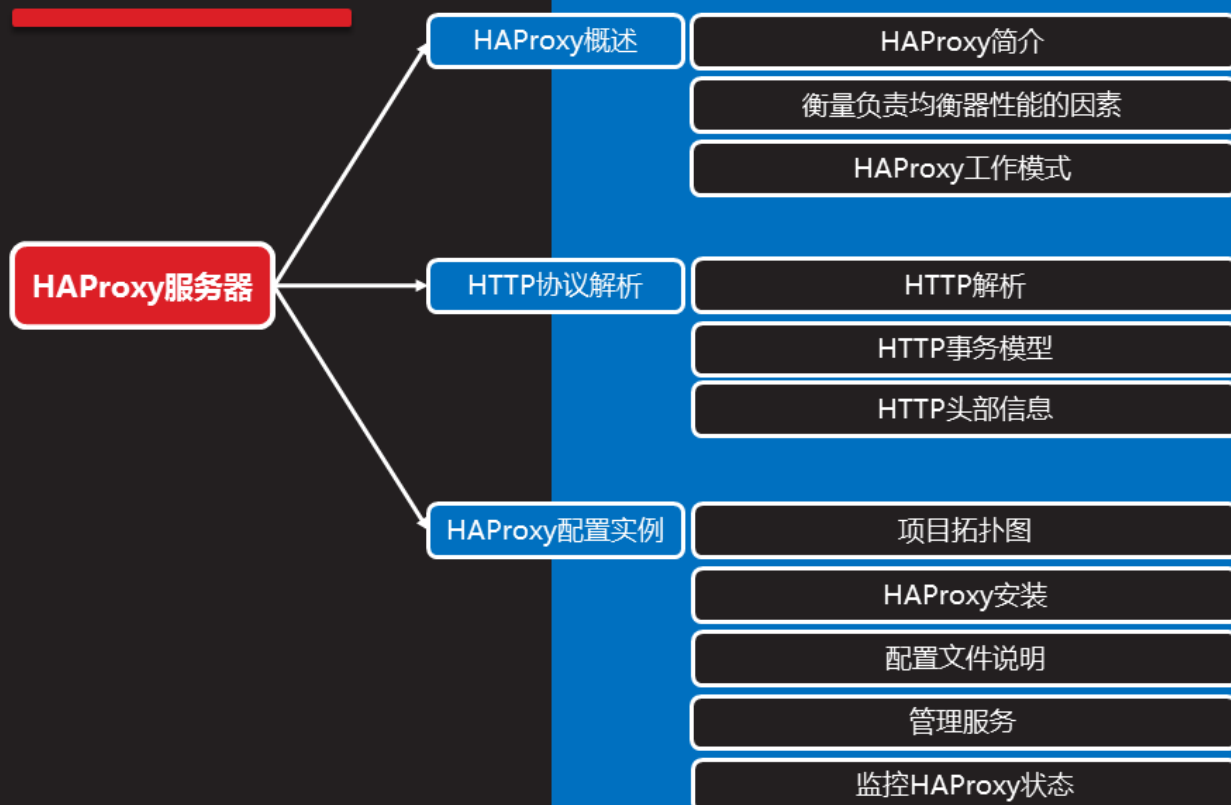 HAProxy概述
HAProxy简介
衡量负责均衡器性能的因素
HAProxy工作模式
HAProxy服务器
HTTP协议解析
HTTP解析
HTTP事务模型
HTTP头部信息
HAProxy配置实例
项目拓扑图
HAProxy安装
配置文件说明
管理服务
监控HAProxy状态